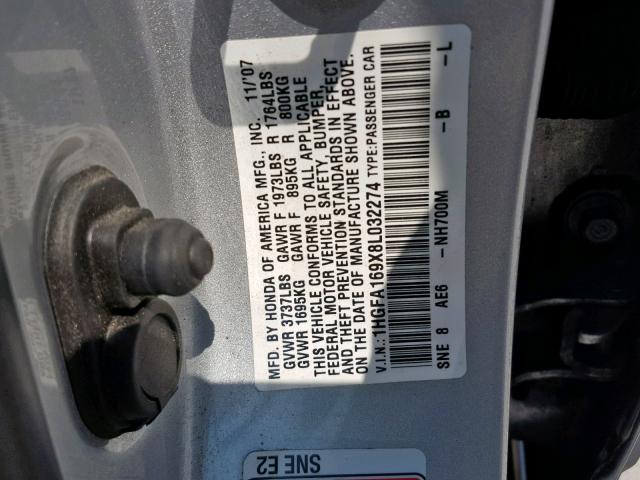 MFD. BY HONDA OF AMERICA MFG., INC. 11/'07
GVWR 3737LBS GAWR F 1973LBS R 1764LBS
GVWR 1695KG GAWR F 895KG R 800KG
THIS VEHICLE CONFORMS TO ALL APPLICABLE
FEDERAL MOTOR VEHICLE SAFETY, BUMPER,
AND THEFT PREVENTION STANDARDS IN EFFECT
ON THE DATE OF MANUFACTURE SHOWN ABOVE.
V.I.N.: 1HGFA169X8L032274 TYPE:PASSENGER CAR
SNE 8 AE6 -NH700M -B -L
SNE E2